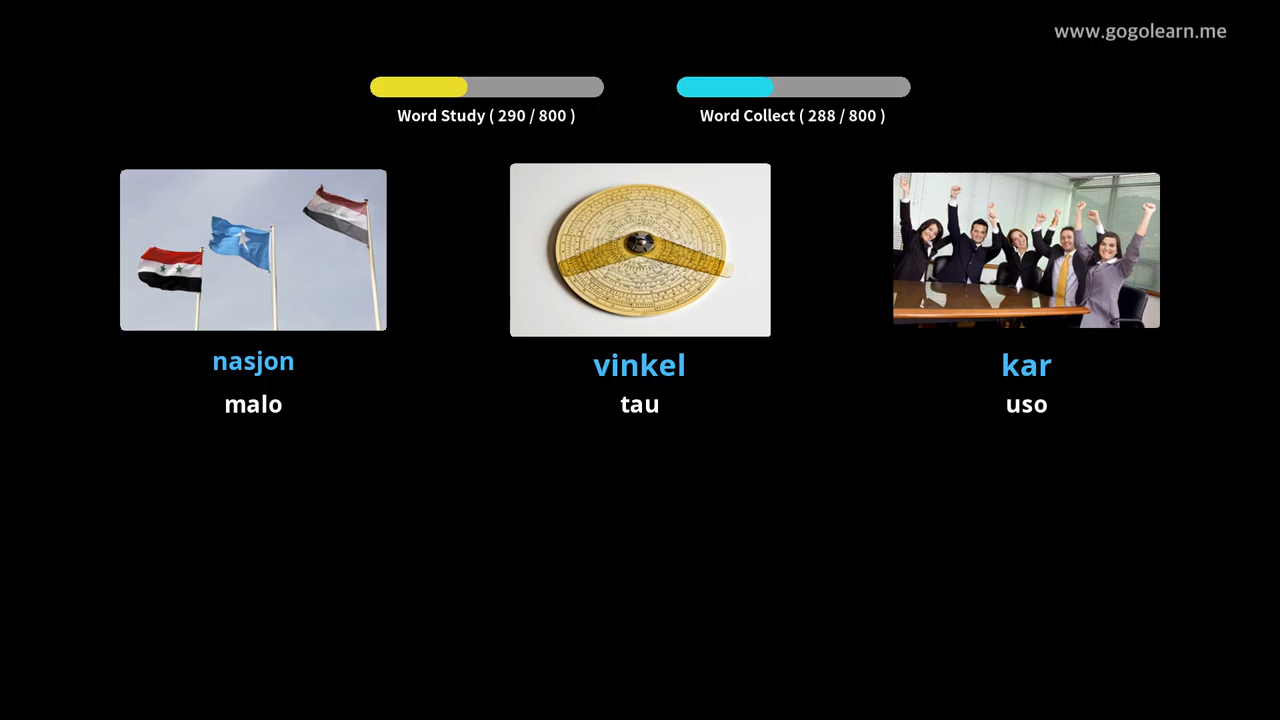 www.gogolearn.me
Word Study ( 290 / 800 )
Word Collect ( 288 / 800 )
nasjon
malo
vinkel
tau
kar
uso